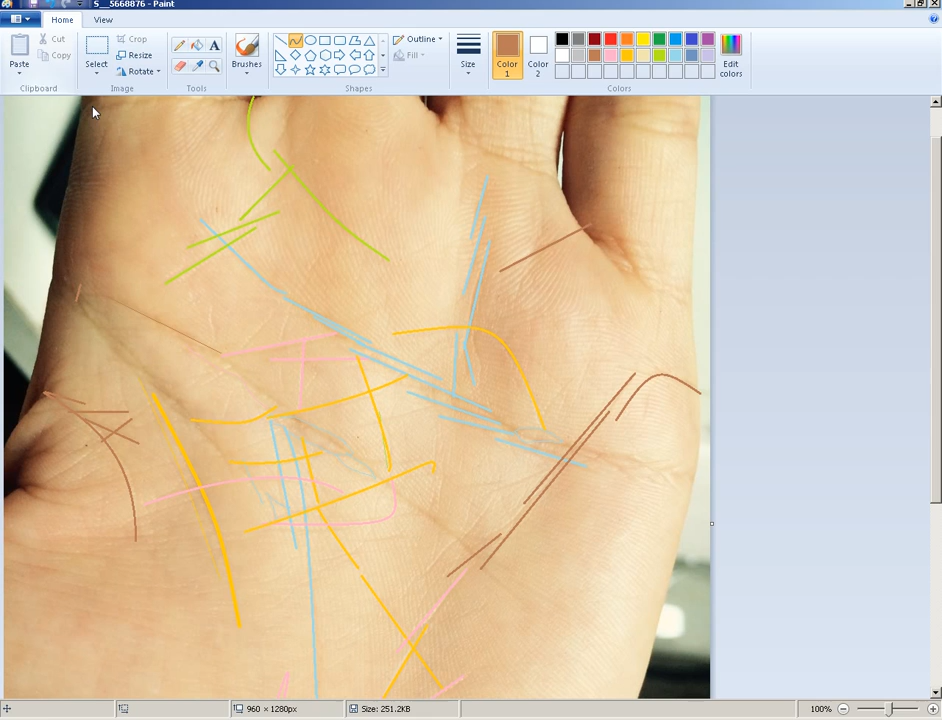 S__5668876 - Paint
Home View
Paste
Cut
Copy
Clipboard
Select
Crop
Resize
Rotate
Image
Tools
Brushes
Outline
Fill
Shapes
Size
Color 1
Color 2
Edit colors
Colors
960 × 1280px
Size: 251.2KB
100%